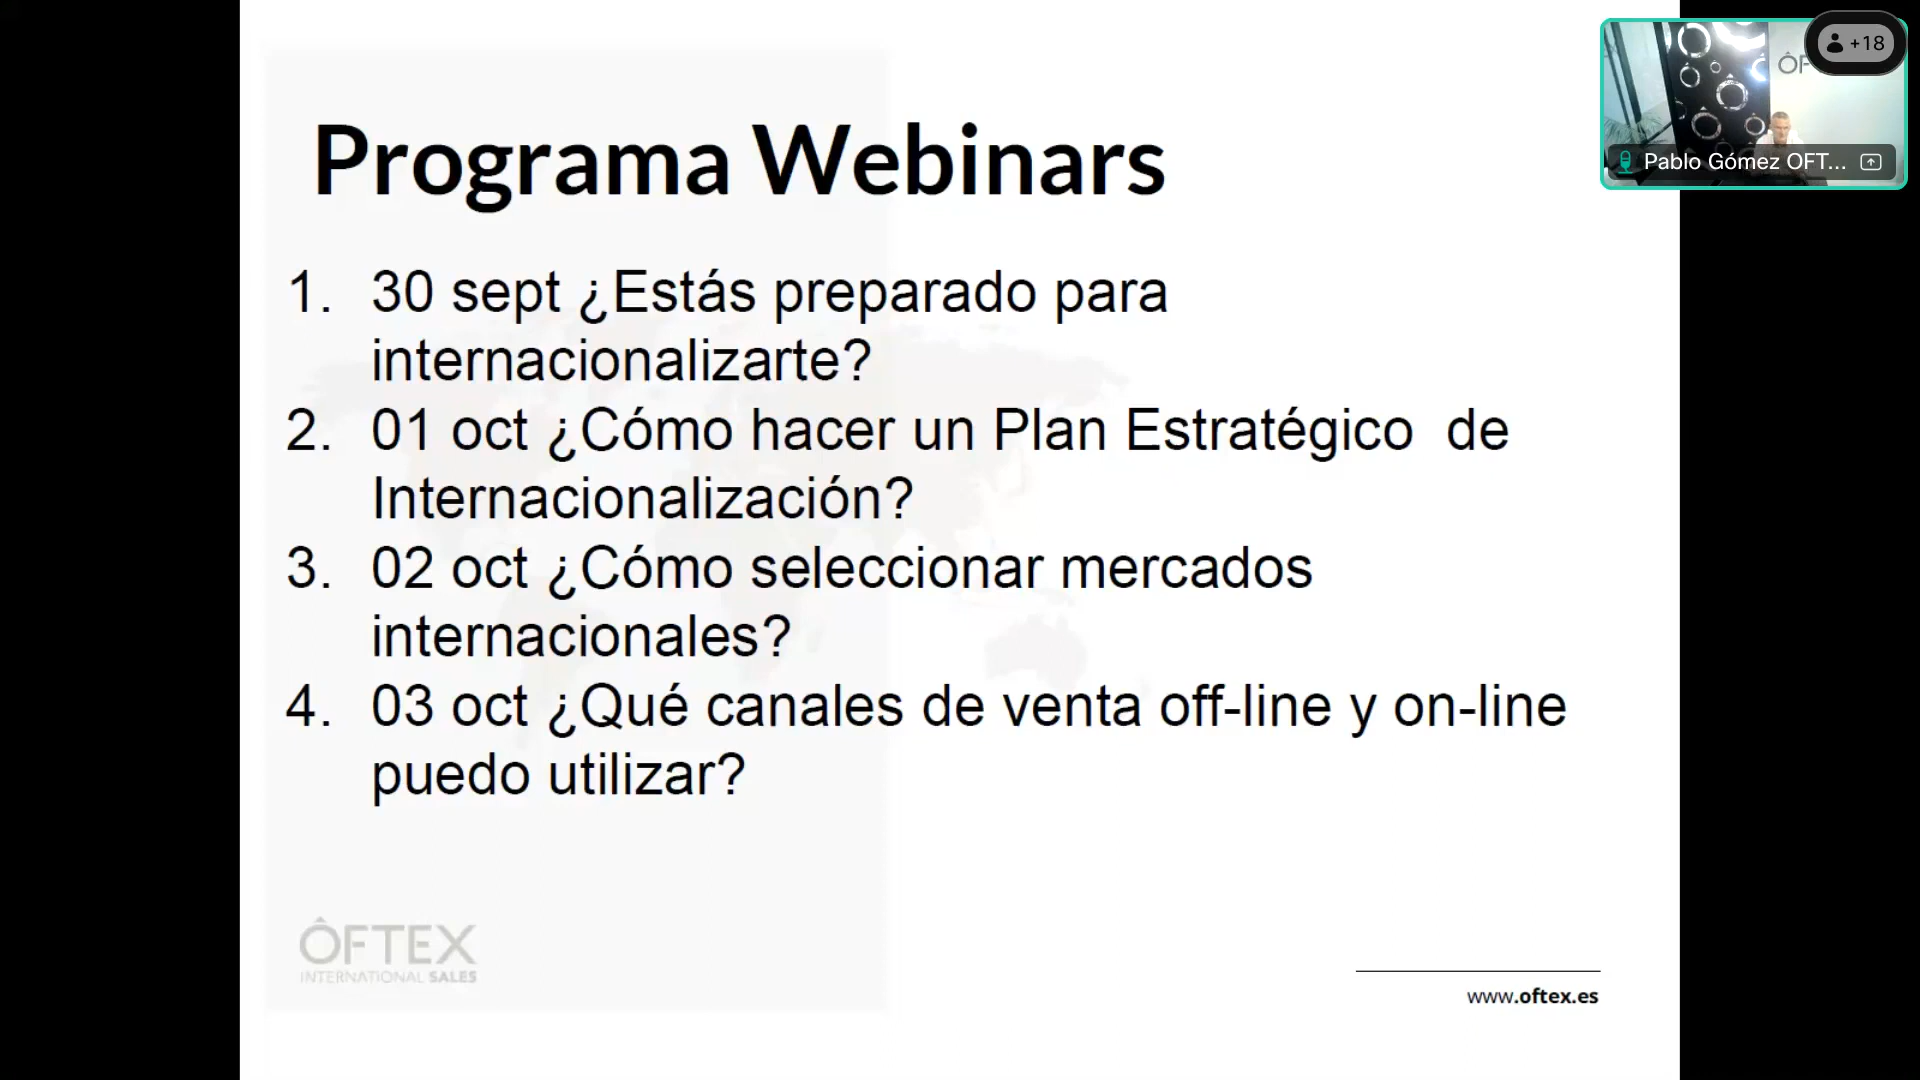 Programa Webinars
1. 30 sept ¿Estás preparado para
internacionalizarte?
2. 01 oct ¿Cómo hacer un Plan Estratégico  de
Internacionalización?
3. 02 oct ¿Cómo seleccionar mercados
internacionales?
4. 03 oct ¿Qué canales de venta off-line y on-line
puedo utilizar?
ÔFTEX
INTERNATIONAL SALES
www.oftex.es
+18
ÔF
Pablo Gómez OFT...